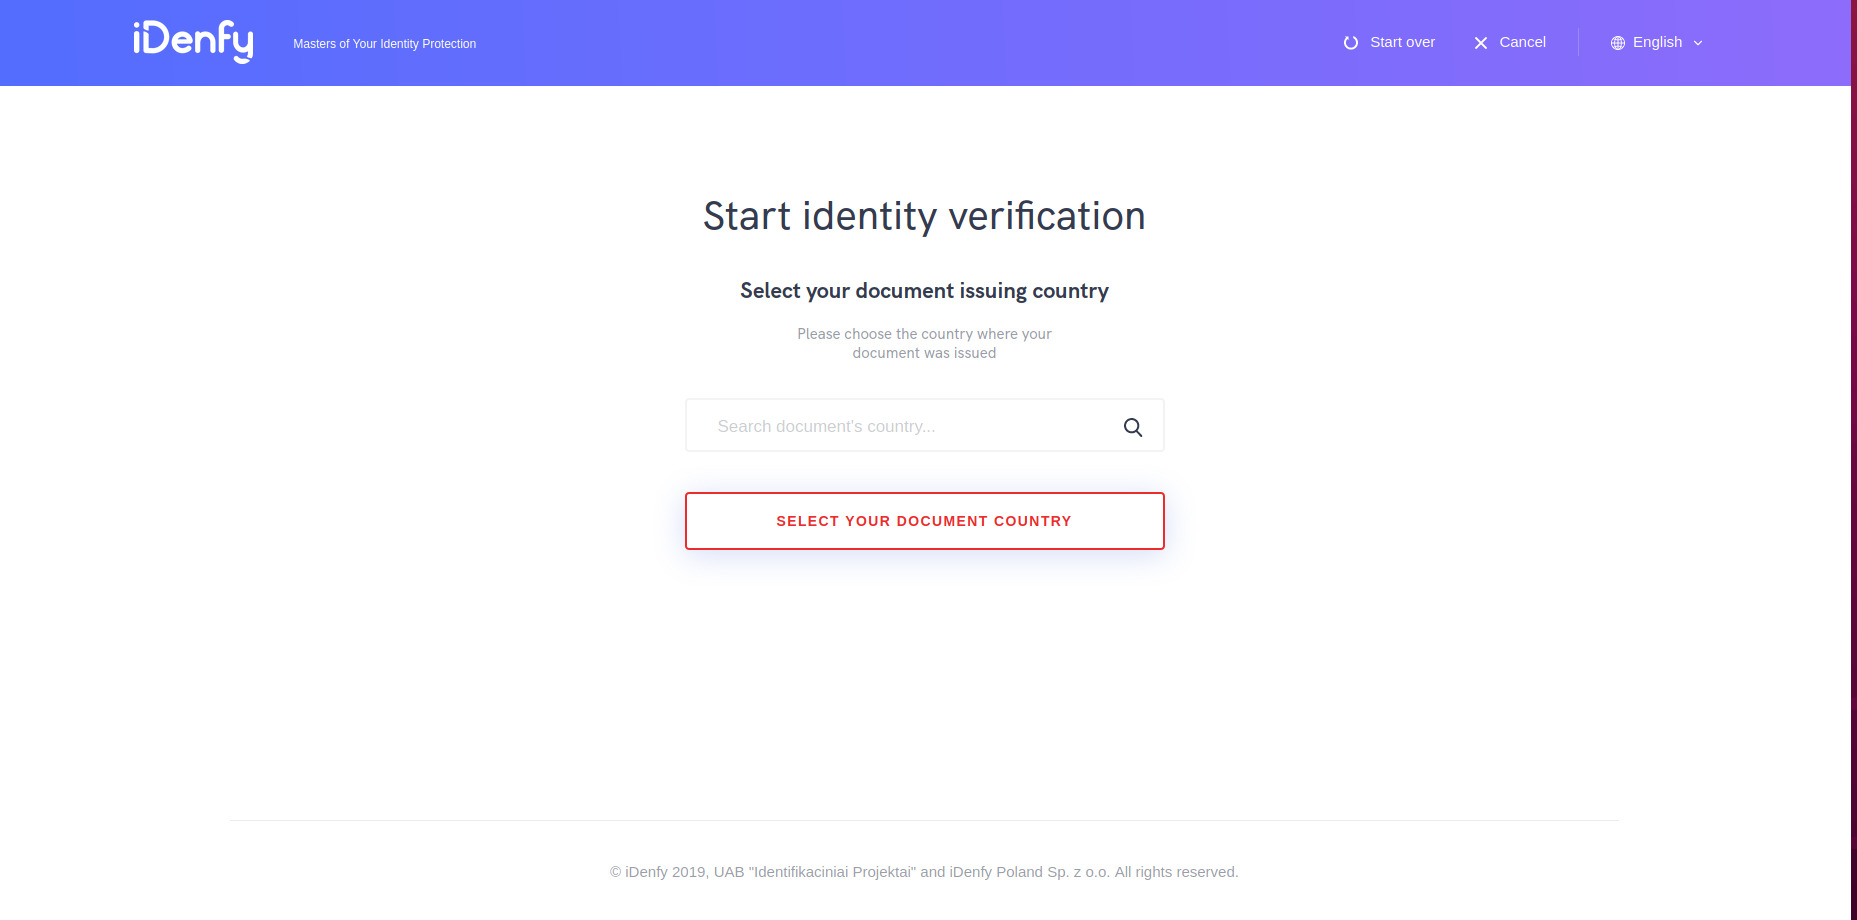 iDenfy
Masters of Your Identity Protection
Start over
Cancel
English
Start identity verification
Select your document issuing country
Please choose the country where your
document was issued
Search document's country...
SELECT YOUR DOCUMENT COUNTRY
© iDenfy 2019, UAB "Identifikaciniai Projektai" and iDenfy Poland Sp. z o.o. All rights reserved.